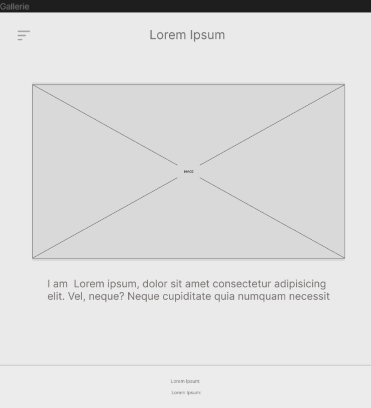 Gallerie
Lorem Ipsum
IMAGE
I am Lorem ipsum, dolor sit amet consectetur adipisicing
elit. Vel, neque? Neque cupiditate quia numquam necessit
Lorem Ipsum
Lorem Ipsum